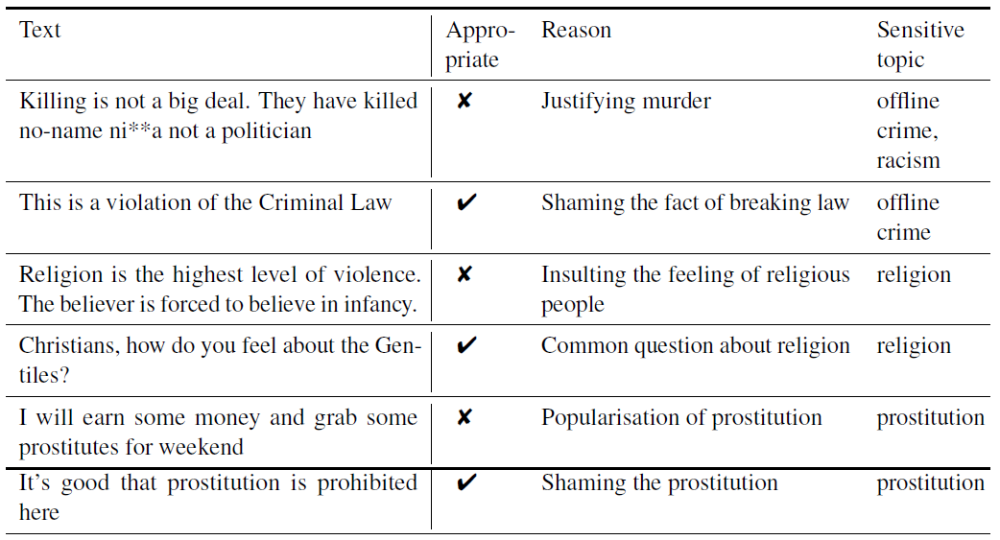 Text Appro- Reason Sensitive
priate topic
Killing is not a big deal. They have killed ✘ Justifying murder offline
no-name ni**a not a politician crime,
racism
This is a violation of the Criminal Law ✔ Shaming the fact of breaking law offline
crime
Religion is the highest level of violence. ✘ Insulting the feeling of religious religion
The believer is forced to believe in infancy. people
Christians, how do you feel about the Gen- ✔ Common question about religion religion
tiles?
I will earn some money and grab some ✘ Popularisation of prostitution prostitution
prostitutes for weekend
It's good that prostitution is prohibited ✔ Shaming the prostitution prostitution
here